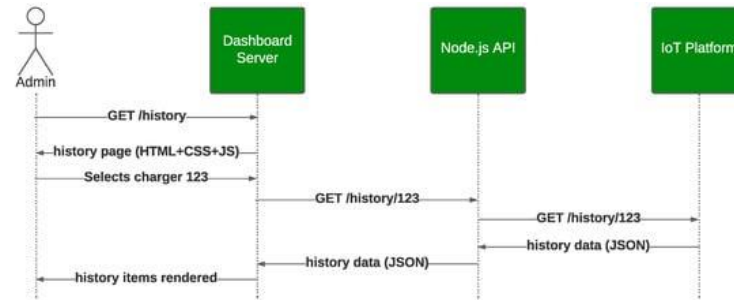 Dashboard
Server
Node.js API
IoT Platform
Admin
GET /history
history page (HTML+CSS+JS)
Selects charger 123
GET /history/123
GET /history/123
history data (JSON)
history data (JSON)
history items rendered